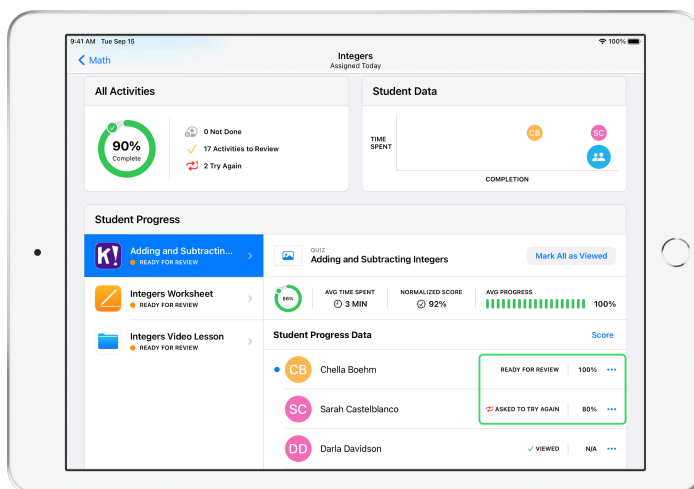 9:41 AM Tue Sep 15
100%
Math
Integers
Assigned Today
All Activities
90%
Complete
0 Not Done
17 Activities to Review
2 Try Again
Student Data
TIME
SPENT
CB
SC
COMPLETION
Student Progress
K!
Adding and Subtractin...
READY FOR REVIEW
Integers Worksheet
READY FOR REVIEW
Integers Video Lesson
READY FOR REVIEW
QUIZ
Adding and Subtracting Integers
Mark All as Viewed
86%
AVG TIME SPENT
3 MIN
NORMALIZED SCORE
92%
AVG PROGRESS
100%
Student Progress Data
Score
CB
Chella Boehm
READY FOR REVIEW
100%
SC
Sarah Castelblanco
ASKED TO TRY AGAIN
80%
DD
Darla Davidson
VIEWED
N/A